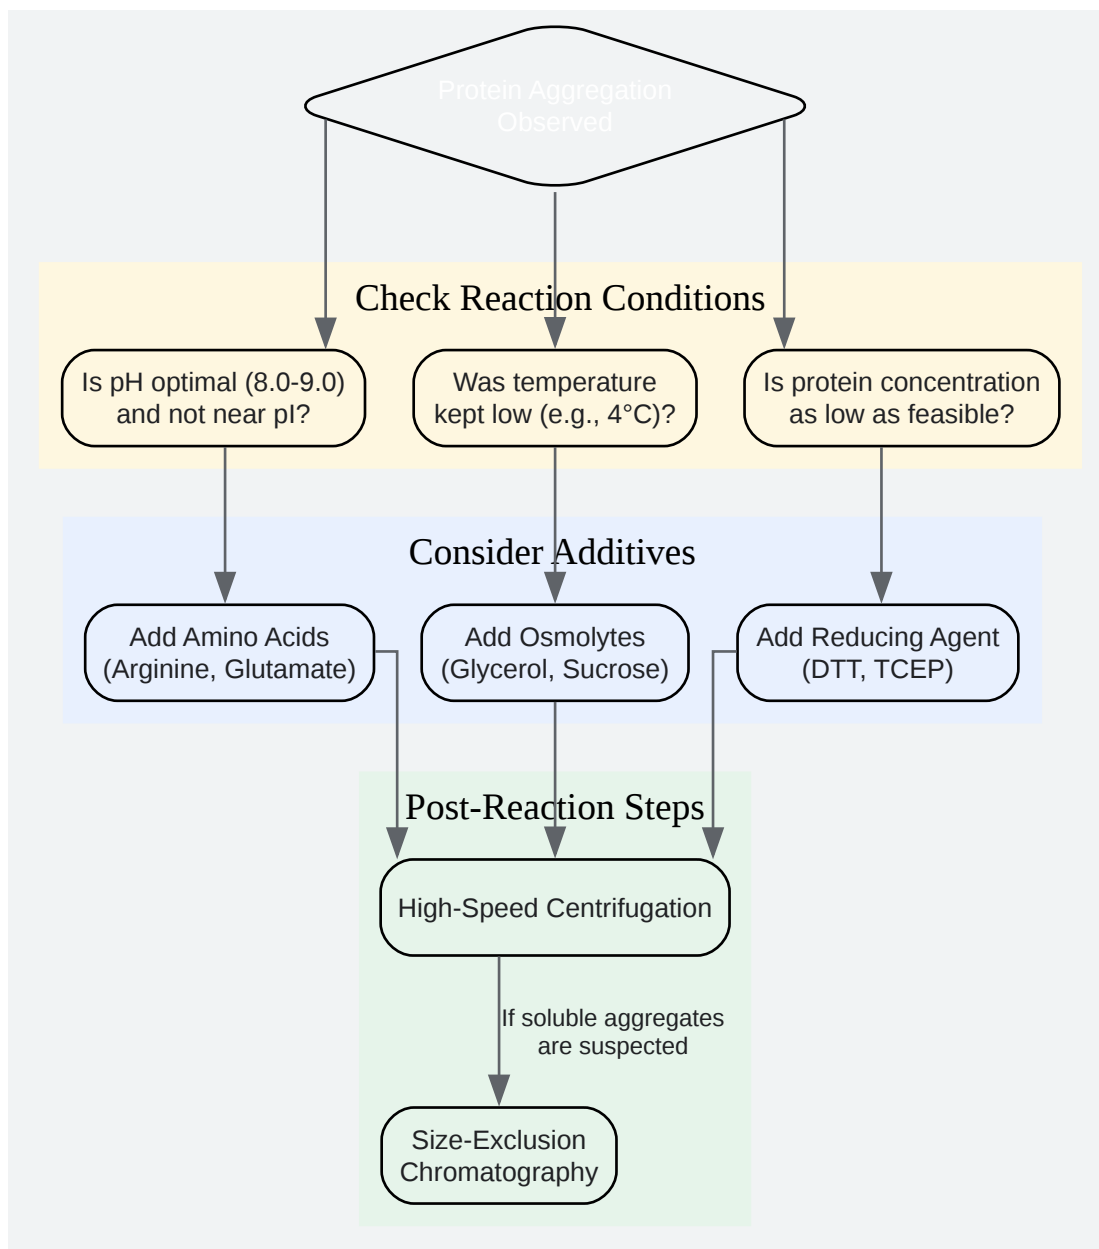 Protein Aggregation
Observed
Check Reaction Conditions
Is pH optimal (8.0-9.0)
and not near pI?
Was temperature
kept low (e.g., 4°C)?
Is protein concentration
as low as feasible?
Consider Additives
Add Amino Acids
(Arginine, Glutamate)
Add Osmolytes
(Glycerol, Sucrose)
Add Reducing Agent
(DTT, TCEP)
Post-Reaction Steps
High-Speed Centrifugation
If soluble aggregates
are suspected
Size-Exclusion
Chromatography